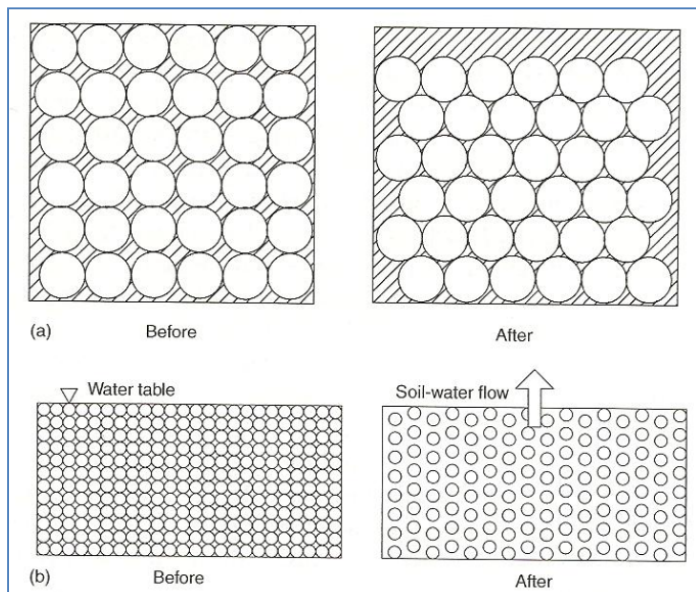 (a)
Before
After
Water table
Soil-water flow
(b)
Before
After